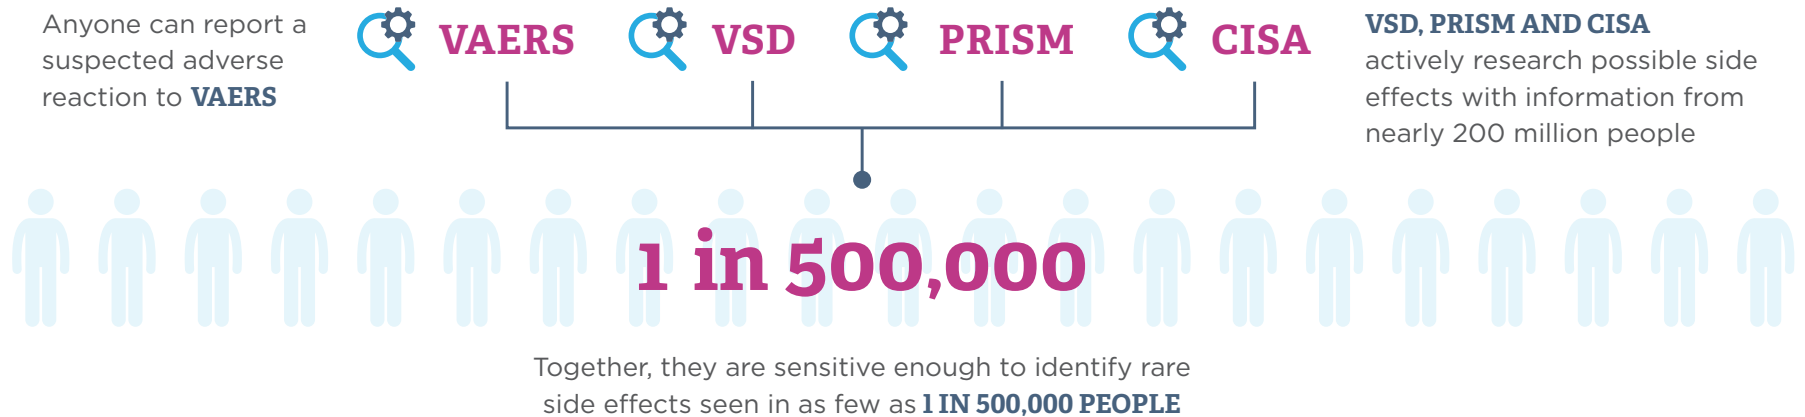 Anyone can report a
suspected adverse
reaction to VAERS
VAERS
VSD
PRISM
CISA
VSD, PRISM AND CISA
actively research possible side
effects with information from
nearly 200 million people
1 in 500,000
Together, they are sensitive enough to identify rare
side effects seen in as few as 1 IN 500,000 PEOPLE